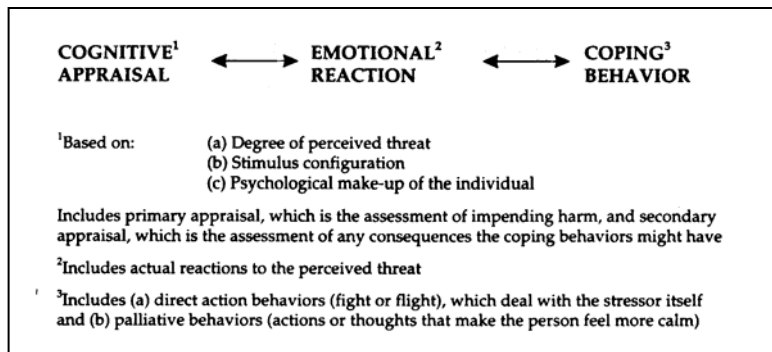 COGNITIVE¹ EMOTIONAL² COPING³
APPRAISAL REACTION BEHAVIOR
¹Based on: (a) Degree of perceived threat
(b) Stimulus configuration
(c) Psychological make-up of the individual
Includes primary appraisal, which is the assessment of impending harm, and secondary
appraisal, which is the assessment of any consequences the coping behaviors might have
²Includes actual reactions to the perceived threat
³Includes (a) direct action behaviors (fight or flight), which deal with the stressor itself
and (b) palliative behaviors (actions or thoughts that make the person feel more calm)